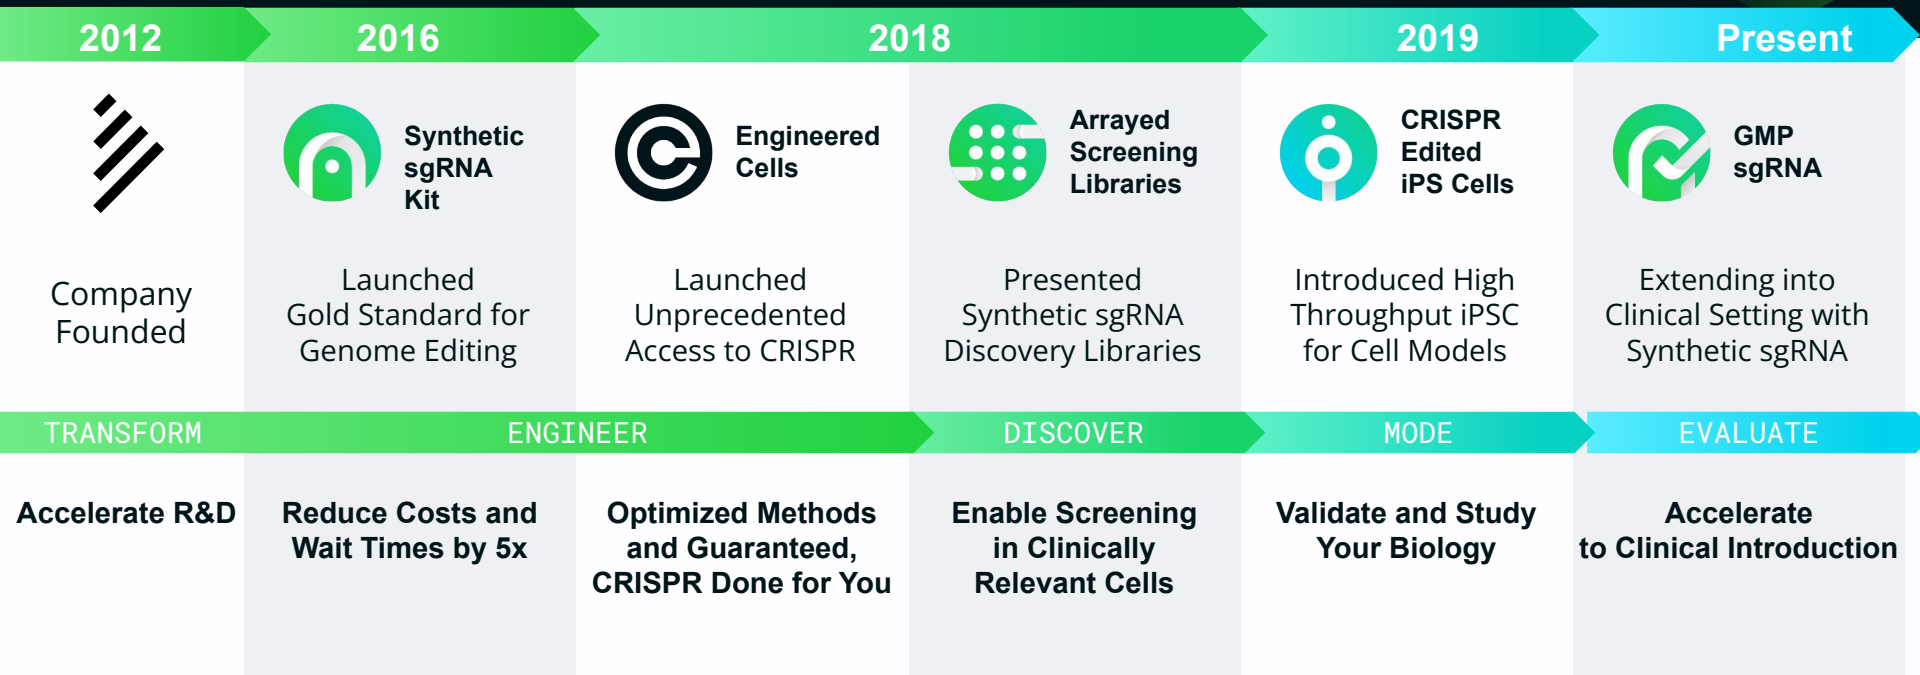 2012
2016
2018
2019
Present
Synthetic
sgRNA
Kit
Engineered
Cells
Arrayed
Screening
Libraries
CRISPR
Edited
iPS Cells
GMP
sgRNA
Company
Founded
Launched
Gold Standard for
Genome Editing
Launched
Unprecedented
Access to CRISPR
Presented
Synthetic sgRNA
Discovery Libraries
Introduced High
Throughput iPSC
for Cell Models
Extending into
Clinical Setting with
Synthetic sgRNA
TRANSFORM
ENGINEER
DISCOVER
MODE
EVALUATE
Accelerate R&D
Reduce Costs and
Wait Times by 5x
Optimized Methods
and Guaranteed,
CRISPR Done for You
Enable Screening
in Clinically
Relevant Cells
Validate and Study
Your Biology
Accelerate
to Clinical Introduction